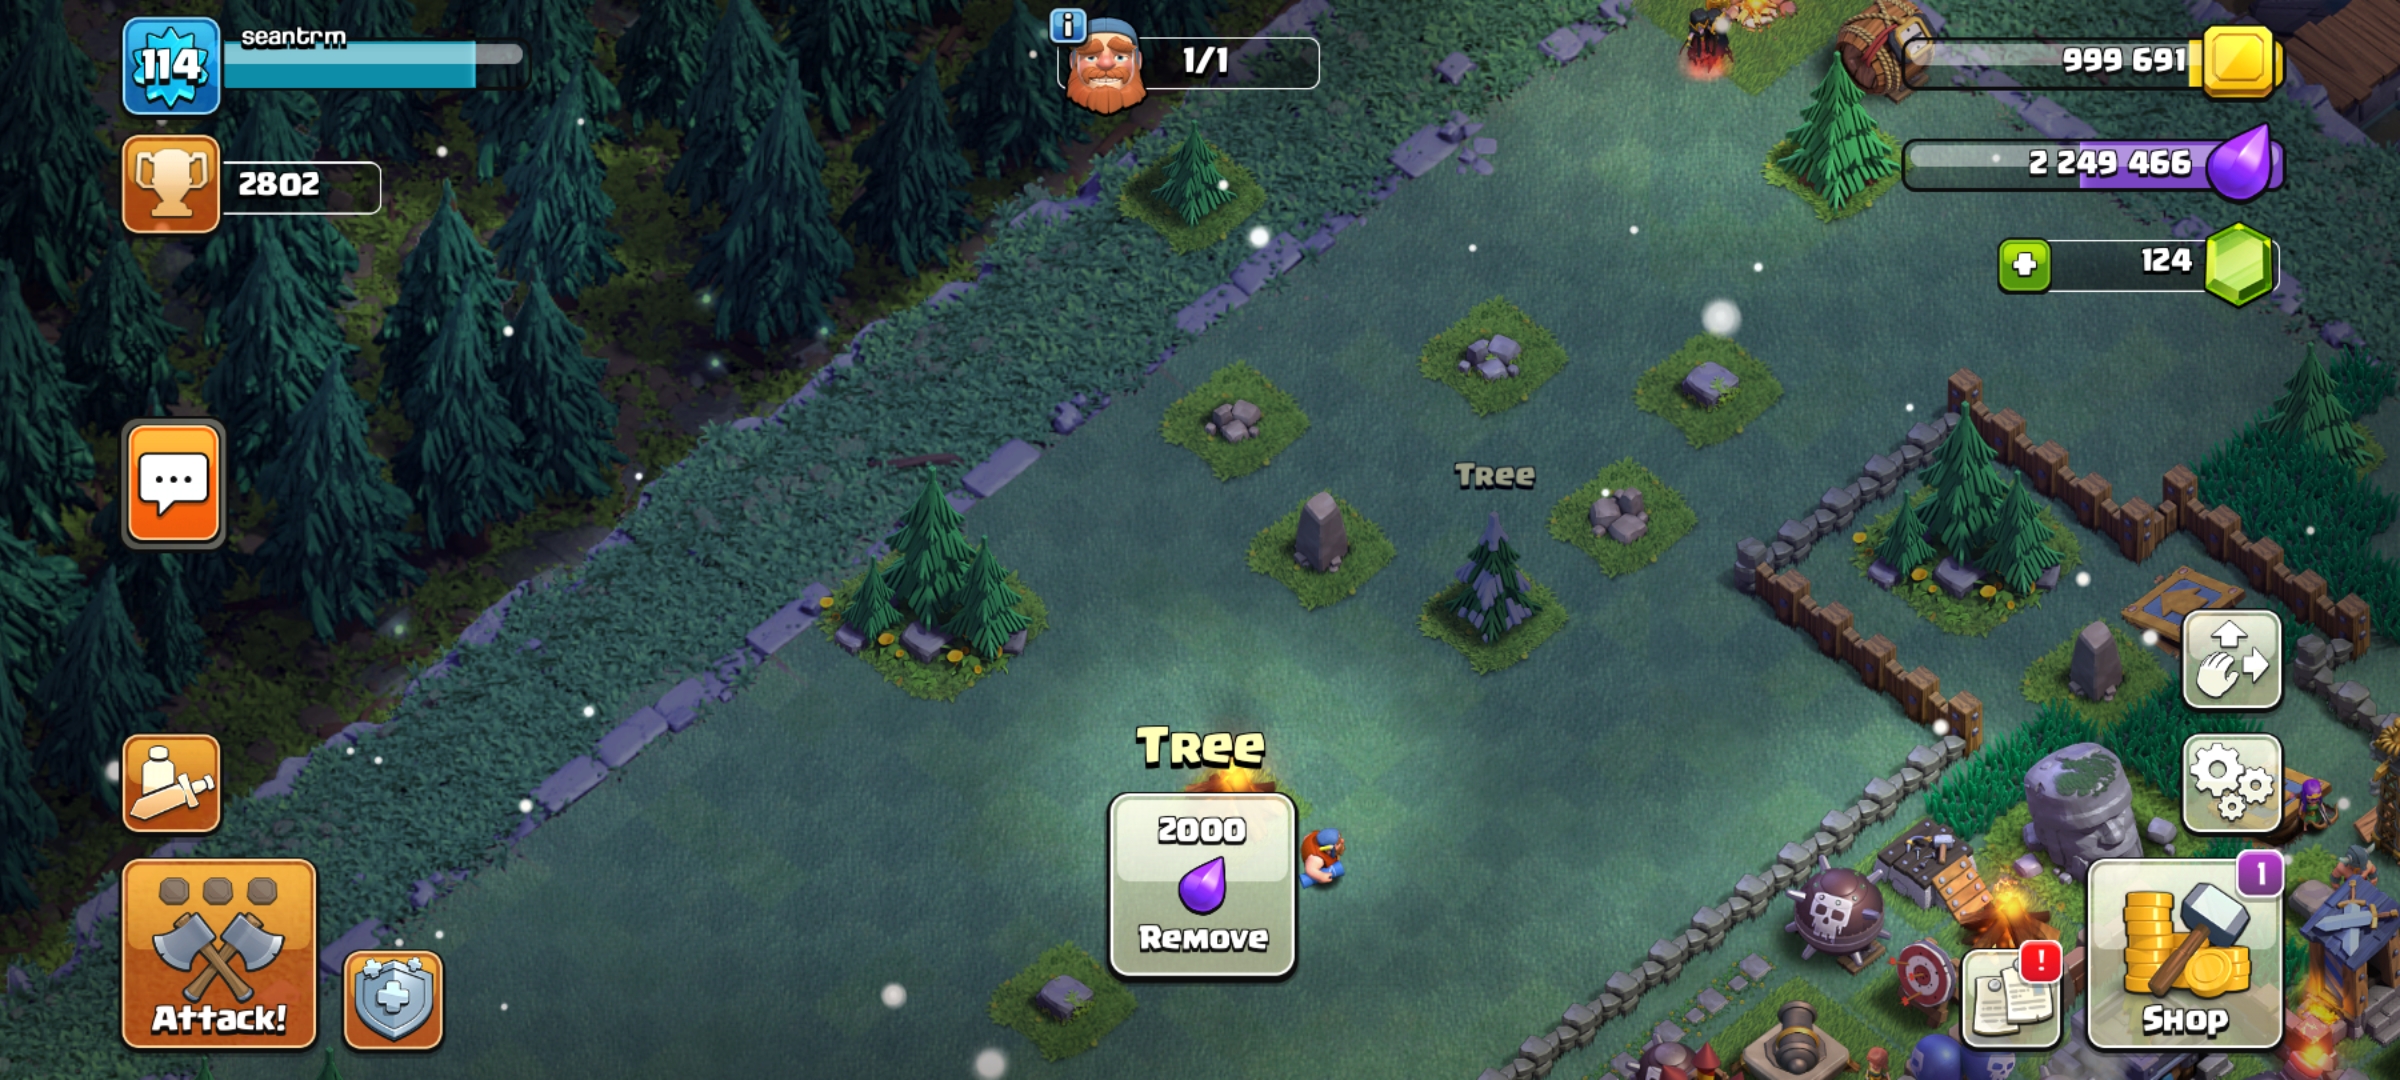 114
seantrm
i
1/1
999 691
2802
2 249 466
124
Tree
Tree
2000
Remove
1
!
Attack!
Shop